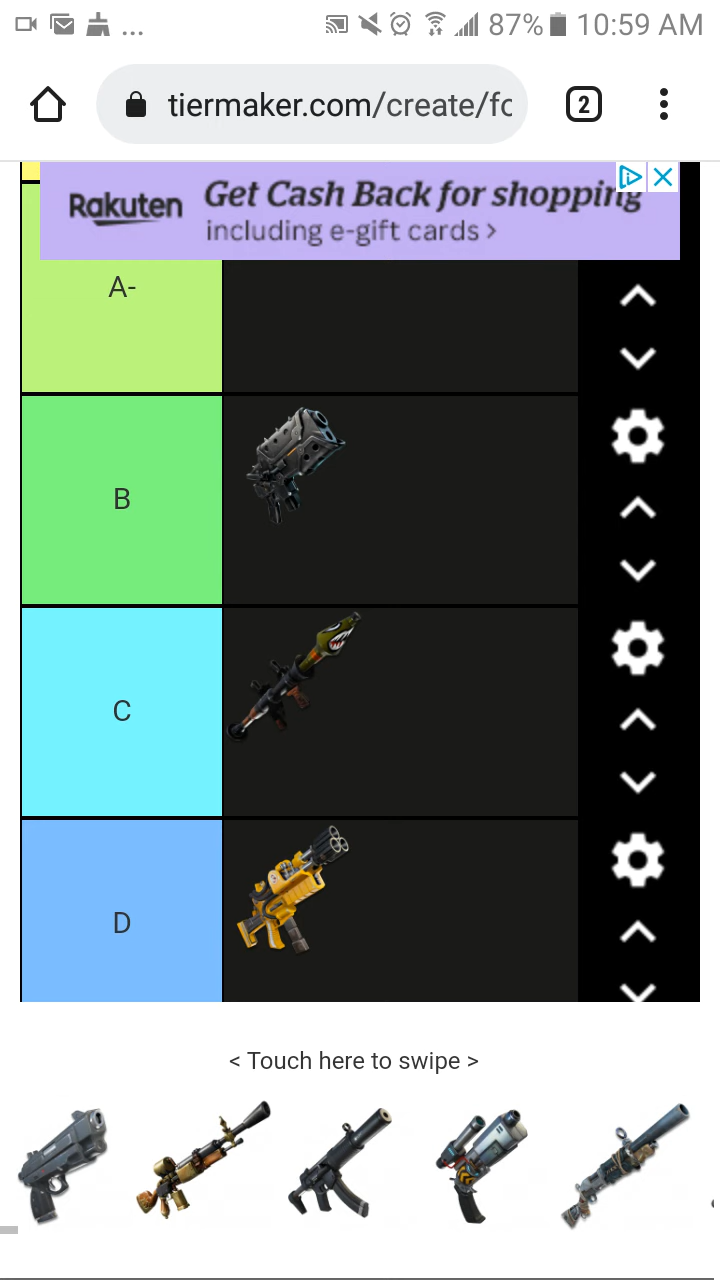 ... 87% 10:59 AM
tiermaker.com/create/fo 2
Rakuten
Get Cash Back for shopping
including e-gift cards >
A-
B
C
D
< Touch here to swipe >